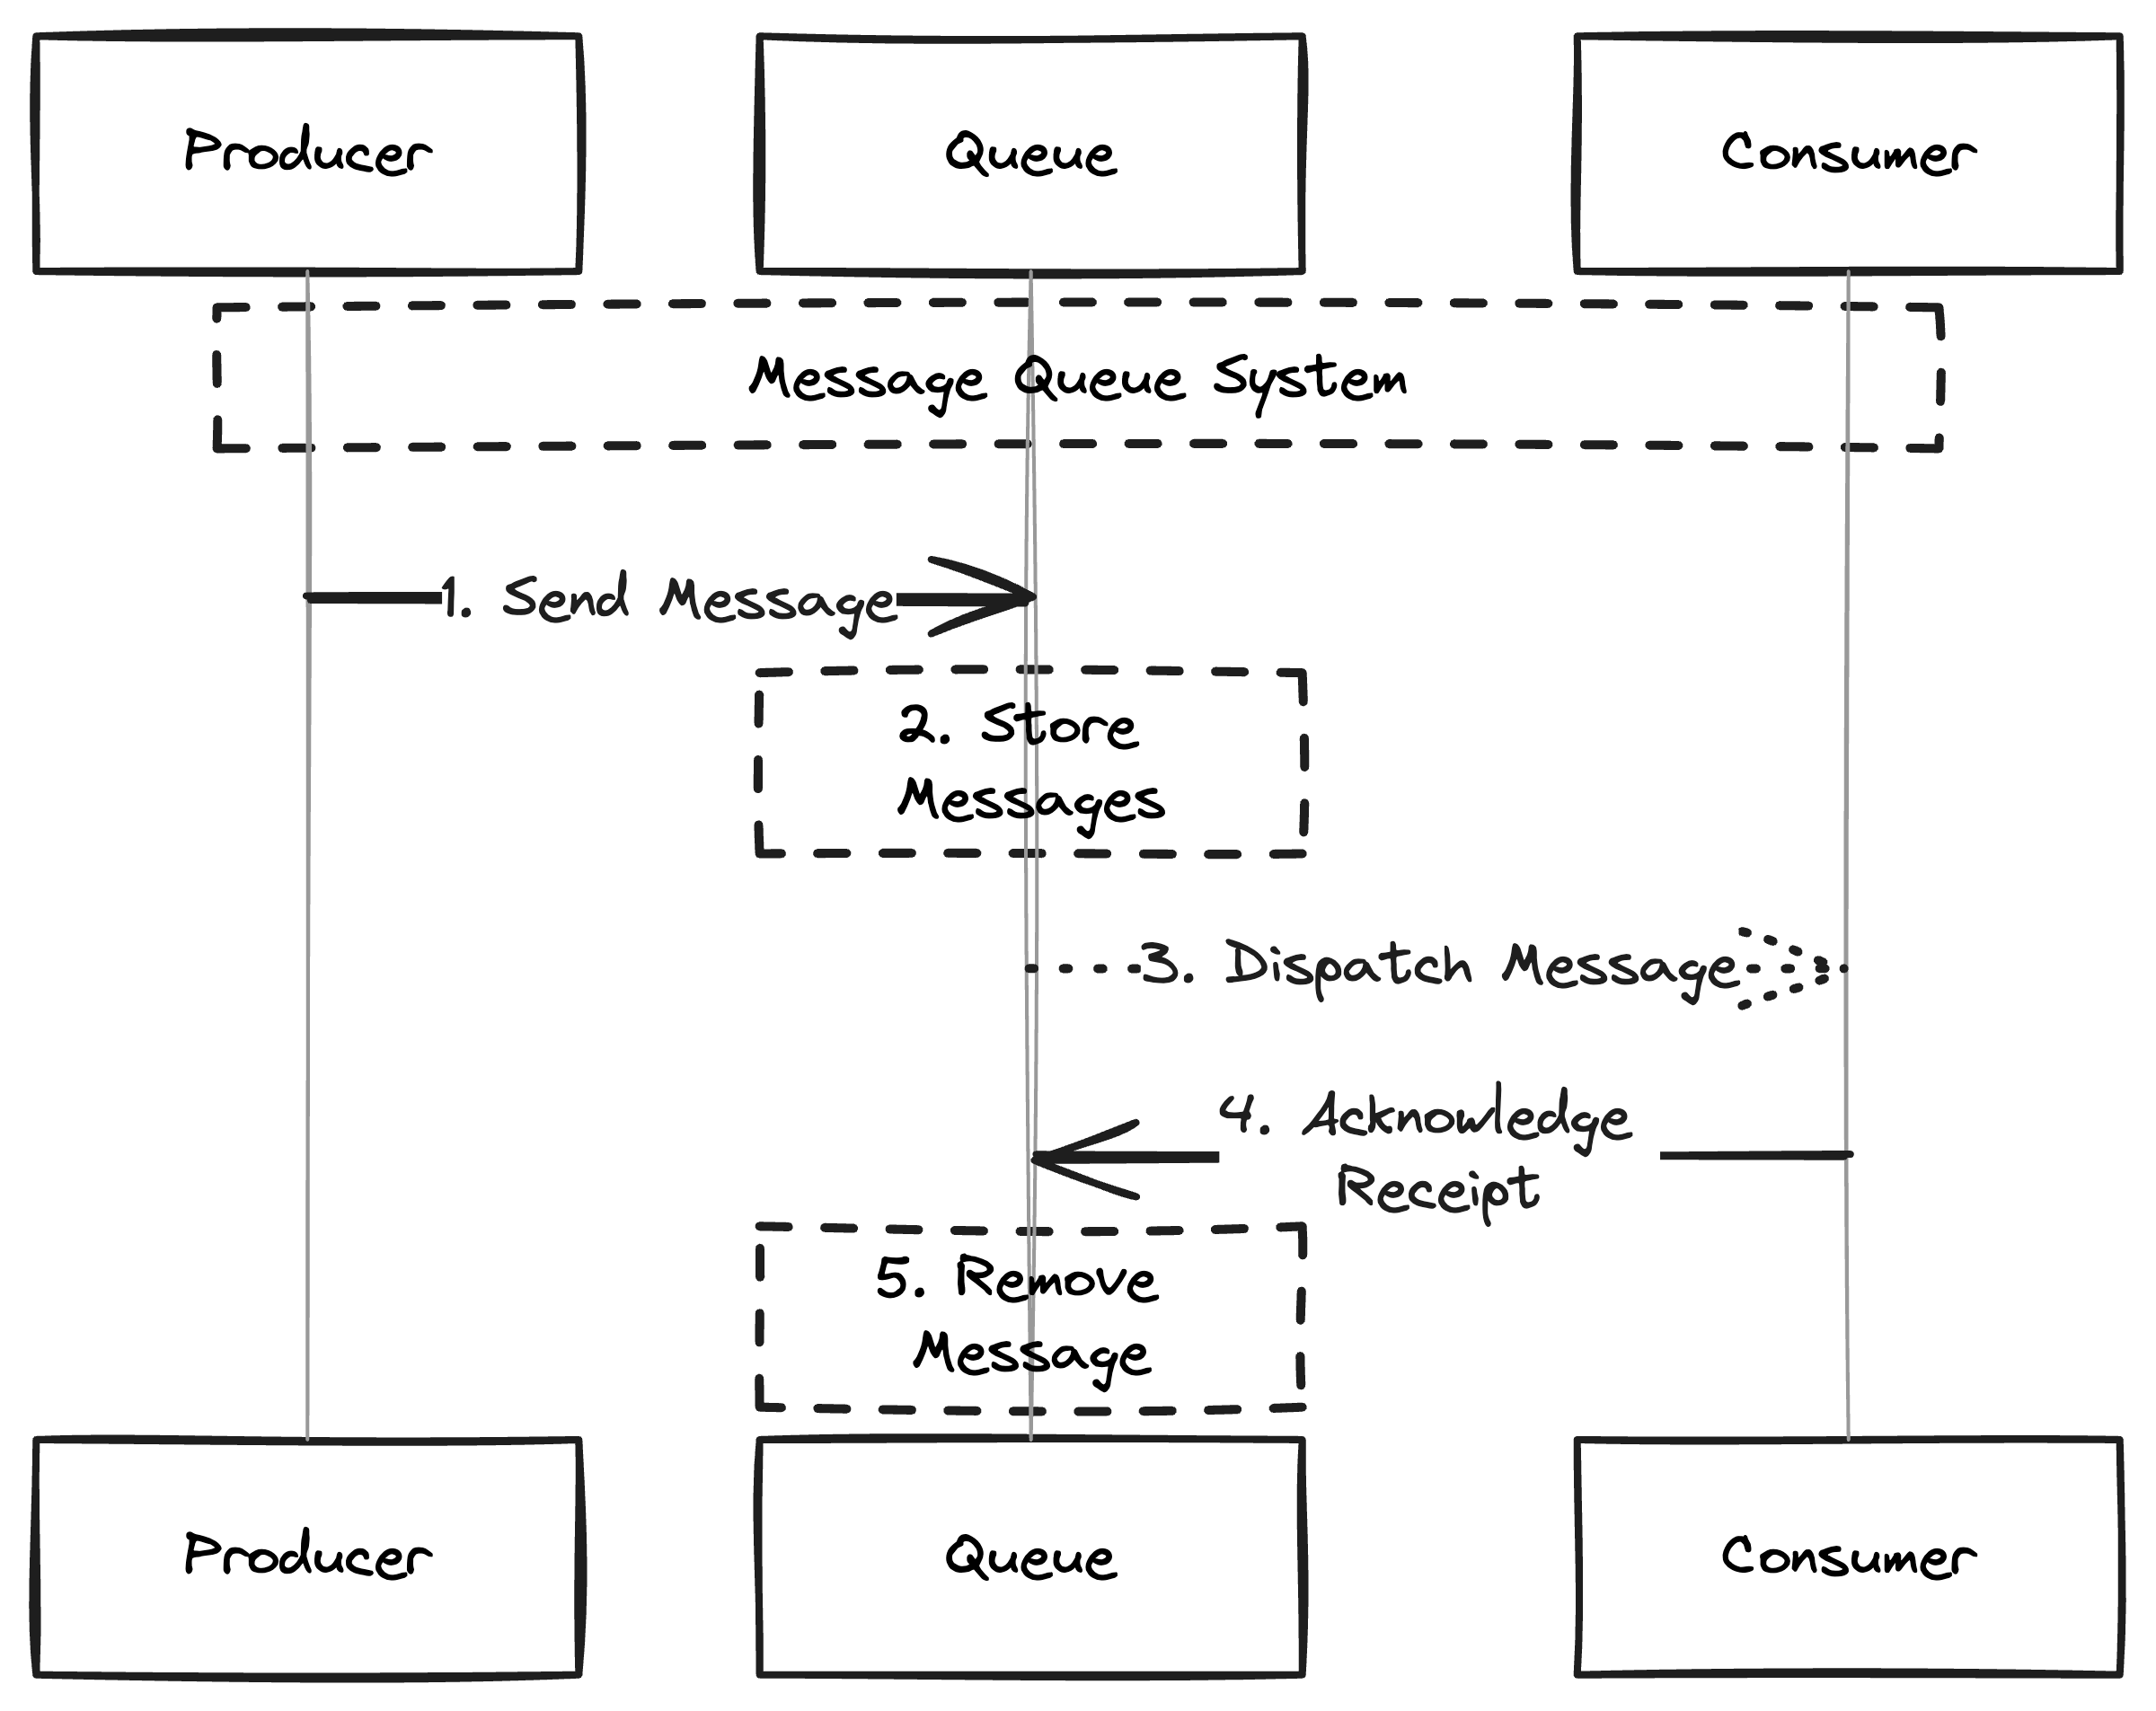 Producer
Queue
Consumer
Message Queue System
1. Send Message
2. Store
Messages
3. Dispatch Message
4. Acknowledge
Receipt
5. Remove
Message
Producer
Queue
Consumer